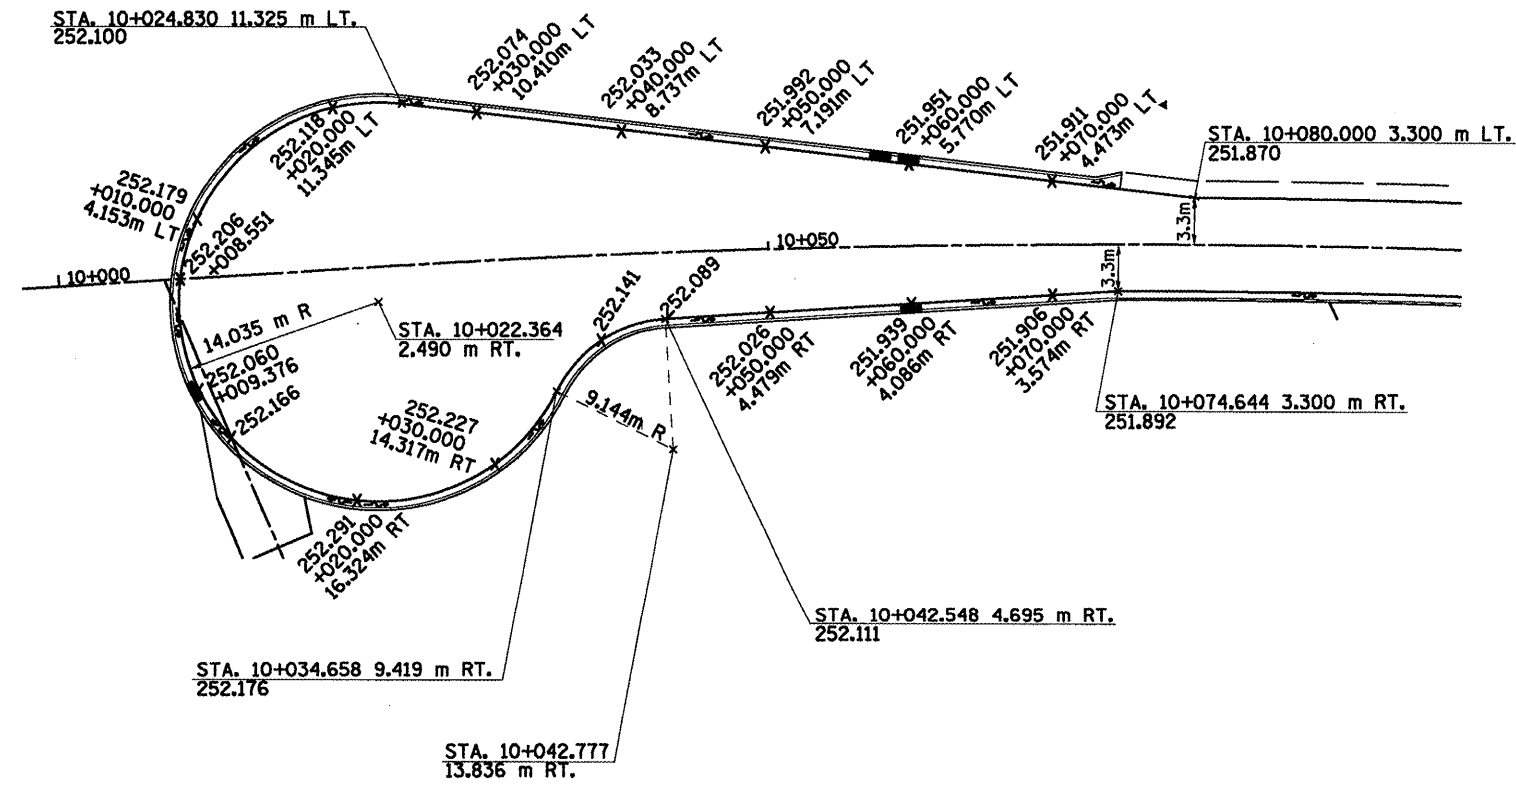 STA. 10+024.830 11.325 m LT.
252.100
252.074
+030.000
10.410m LT
252.033
+040.000
8.737m LT
251.992
+050.000
7.191m LT
251.951
+060.000
5.770m LT
251.911
+070.000
4.473m LT
STA. 10+080.000 3.300 m LT.
251.870
252.118
+020.000
11.345m LT
252.179
+010.000
4.153m LT
252.206
+008.551
10+000
10+050
3.3m
3.3m
14.035 m R
STA. 10+022.364
2.490 m RT.
252.141
252.089
252.060
+009.376
252.166
252.227
+030.000
14.317m RT
9.144m R
252.026
+050.000
4.479m RT
251.939
+060.000
4.086m RT
251.906
+070.000
3.574m RT
STA. 10+074.644 3.300 m RT.
251.892
252.291
+020.000
16.324m RT
STA. 10+042.548 4.695 m RT.
252.111
STA. 10+034.658 9.419 m RT.
252.176
STA. 10+042.777
13.836 m RT.